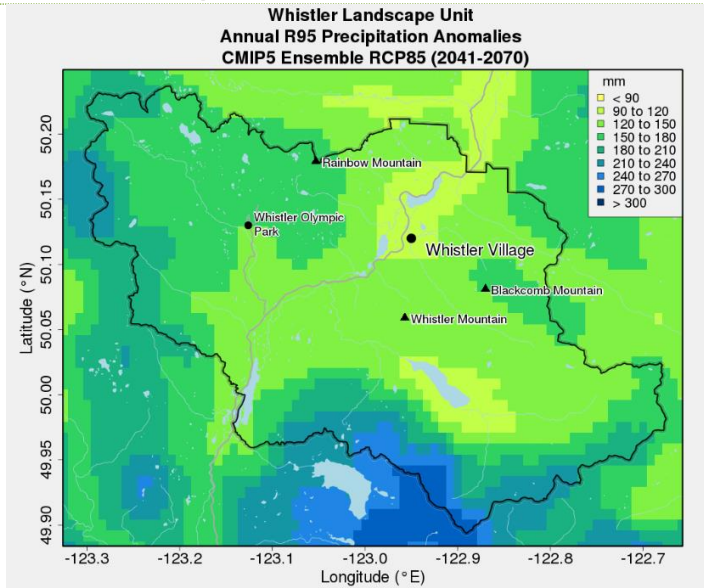 Whistler Landscape Unit
Annual R95 Precipitation Anomalies
CMIP5 Ensemble RCP85 (2041-2070)
mm
< 90
90 to 120
120 to 150
150 to 180
180 to 210
210 to 240
240 to 270
270 to 300
> 300
Rainbow Mountain
Whistler Olympic
Park
Whistler Village
Blackcomb Mountain
Whistler Mountain
Latitude (°N)
50.20
50.15
50.10
50.05
50.00
49.95
49.90
-123.3
-123.2
-123.1
-123.0
-122.9
-122.8
-122.7
Longitude (°E)